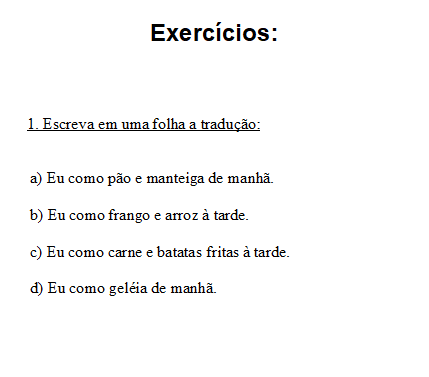 Exercícios:
1. Escreva em uma folha a tradução:
a) Eu como pão e manteiga de manhã.
b) Eu como frango e arroz à tarde.
c) Eu como carne e batatas fritas à tarde.
d) Eu como geléia de manhã.